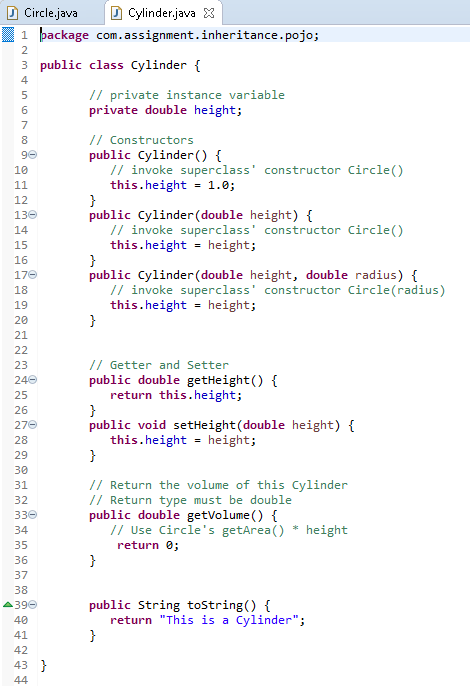 Circle.java Cylinder.java
1 package com.assignment.inheritance.pojo;
2
3 public class Cylinder {
4
5 // private instance variable
6 private double height;
7
8 // Constructors
9 public Cylinder() {
10 // invoke superclass' constructor Circle()
11 this.height = 1.0;
12 }
13 public Cylinder(double height) {
14 // invoke superclass' constructor Circle()
15 this.height = height;
16 }
17 public Cylinder(double height, double radius) {
18 // invoke superclass' constructor Circle(radius)
19 this.height = height;
20 }
21
22
23 // Getter and Setter
24 public double getHeight() {
25 return this.height;
26 }
27 public void setHeight(double height) {
28 this.height = height;
29 }
30
31 // Return the volume of this Cylinder
32 // Return type must be double
33 public double getVolume() {
34 // Use Circle's getArea() * height
35 return 0;
36 }
37
38
39 public String toString() {
40 return "This is a Cylinder";
41 }
42
43 }
44